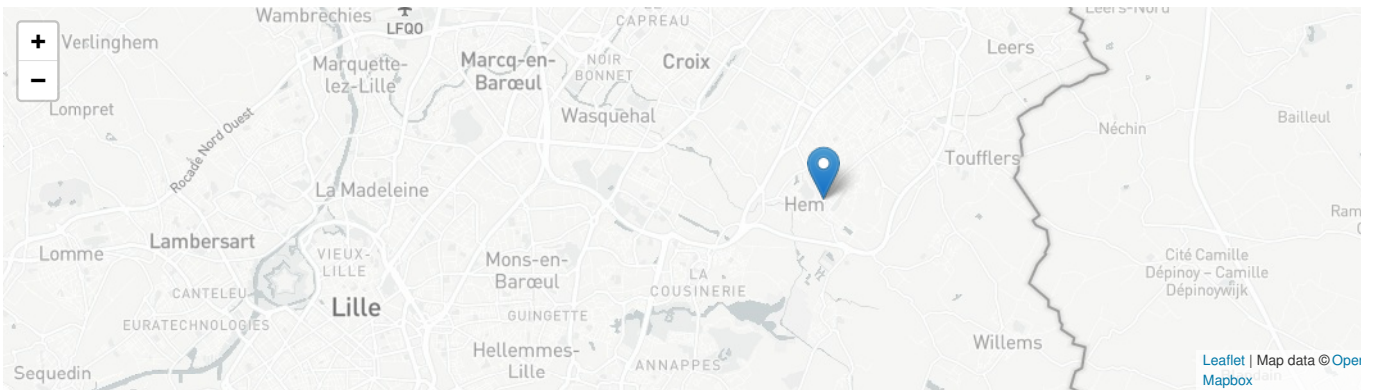 Wambrechies
LFQO
CAPREAU
Leers-Nord
+
Verlinghem
Marquette-
lez-Lille
Marcq-en-
Barœul
NOIR
BONNET
Croix
Leers
−
Lompret
Rocade Nord Ouest
Wasquehal
Néchin
Bailleul
Toufflers
La Madeleine
Hem
Ram
Lomme
Lambersart
VIEUX-
LILLE
Mons-en-
Barœul
LA
COUSINERIE
Cité Camille
Dépinoy – Camille
Dépinoywijk
CANTELEU
Lille
EURATECHNOLOGIES
GUINGETTE
Hellemmes-
Lille
ANNAPPES
Willems
Sequedin
Leaflet | Map data © Oper
Mapbox